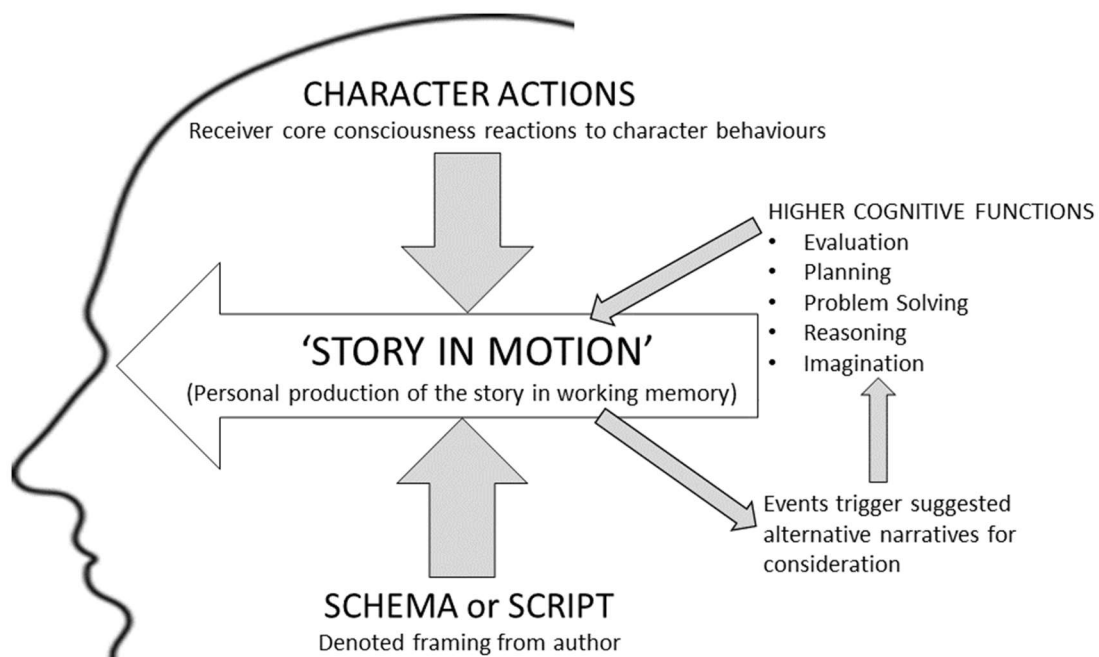 CHARACTER ACTIONS
Receiver core consciousness reactions to character behaviours
HIGHER COGNITIVE FUNCTIONS
• Evaluation
• Planning
• Problem Solving
• Reasoning
• Imagination
‘STORY IN MOTION’
(Personal production of the story in working memory)
Events trigger suggested
alternative narratives for
consideration
SCHEMA or SCRIPT
Denoted framing from author